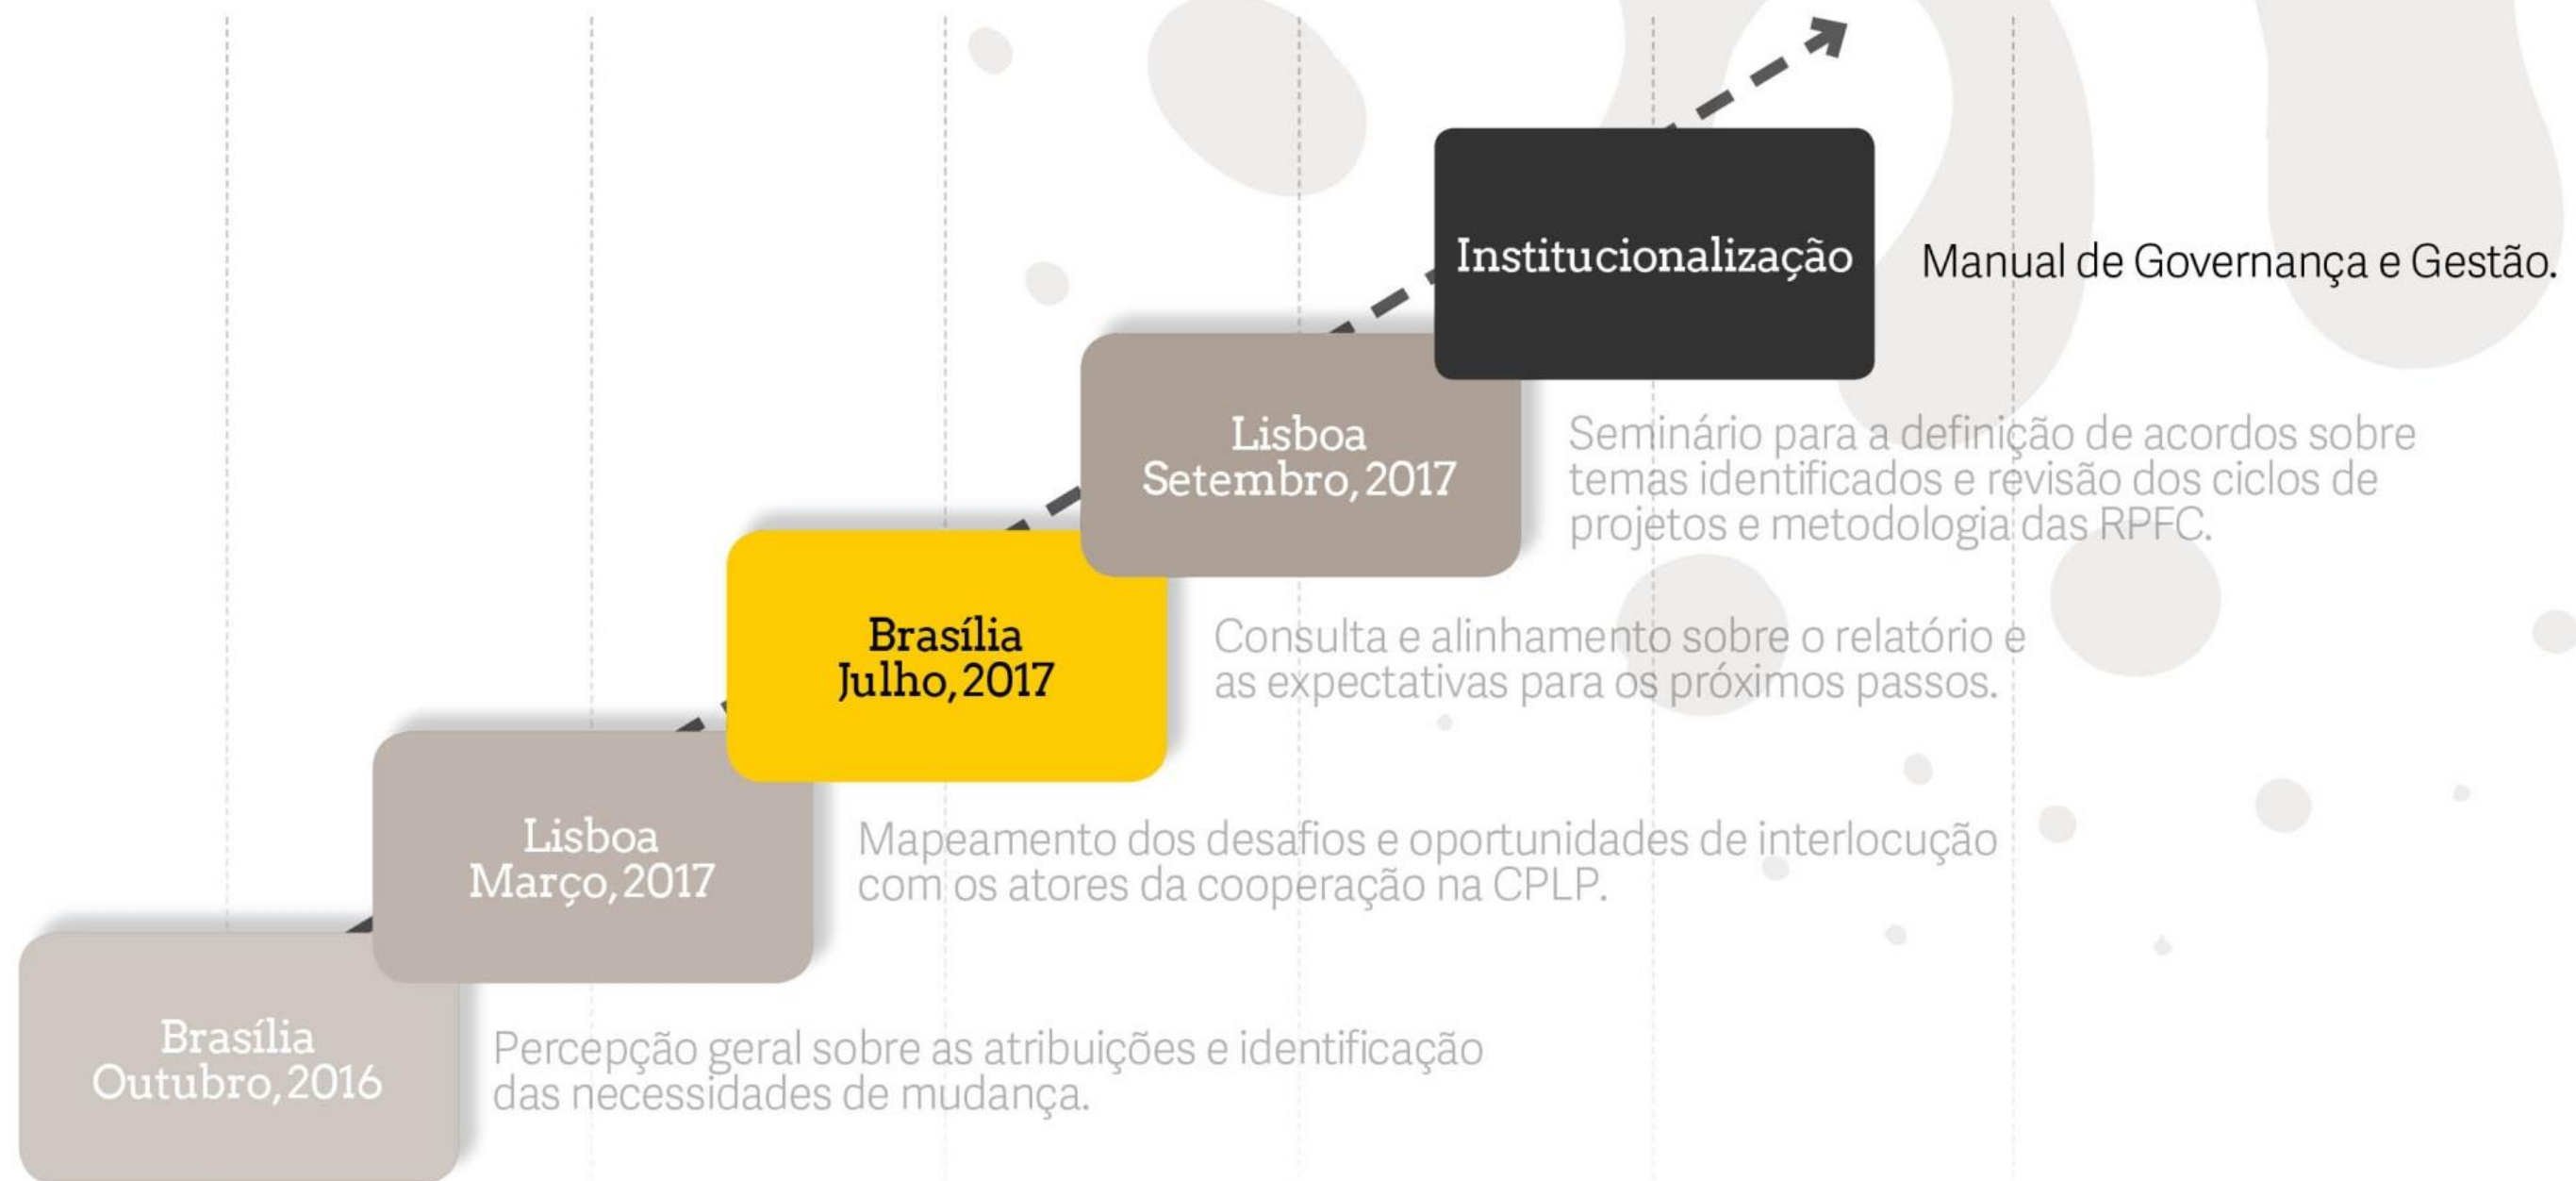 Institucionalização
Manual de Governança e Gestão.
Lisboa
Setembro, 2017
Seminário para a definição de acordos sobre
temas identificados e revisão dos ciclos de
projetos e metodologia das RPFC.
Brasília
Julho, 2017
Consulta e alinhamento sobre o relatório e
as expectativas para os próximos passos.
Lisboa
Março, 2017
Mapeamento dos desafios e oportunidades de interlocução
com os atores da cooperação na CPLP.
Brasília
Outubro, 2016
Percepção geral sobre as atribuições e identificação
das necessidades de mudança.